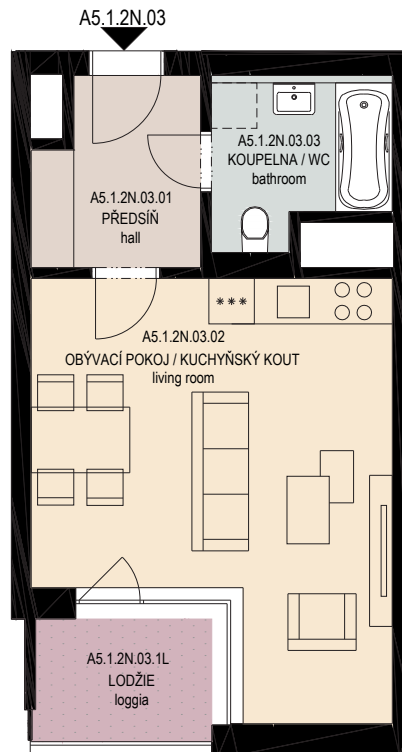 A5.1.2N.03
A5.1.2N.03.03
KOUPELNA / WC
bathroom
A5.1.2N.03.01
PŘEDSÍŇ
hall
***
A5.1.2N.03.02
OBÝVACÍ POKOJ / KUCHYŇSKÝ KOUT
living room
A5.1.2N.03.1L
LODŽIE
loggia